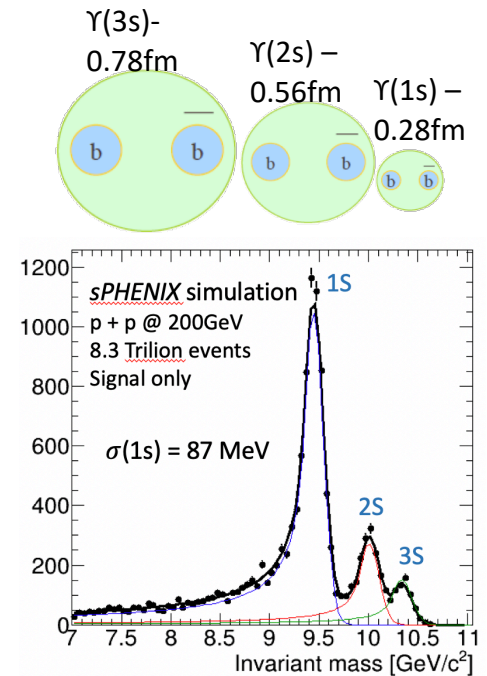 ϒ(3s)-
0.78fm
ϒ(2s) –
0.56fm
ϒ(1s) –
0.28fm
b
b
b
b
b
b
1200
1000
800
600
400
200
0
sPHENIX simulation
p + p @ 200GeV
8.3 Trilion events
Signal only
σ(1s) = 87 MeV
1S
2S
3S
7
7.5
8
8.5
9
9.5
10
10.5
11
Invariant mass [GeV/c²]